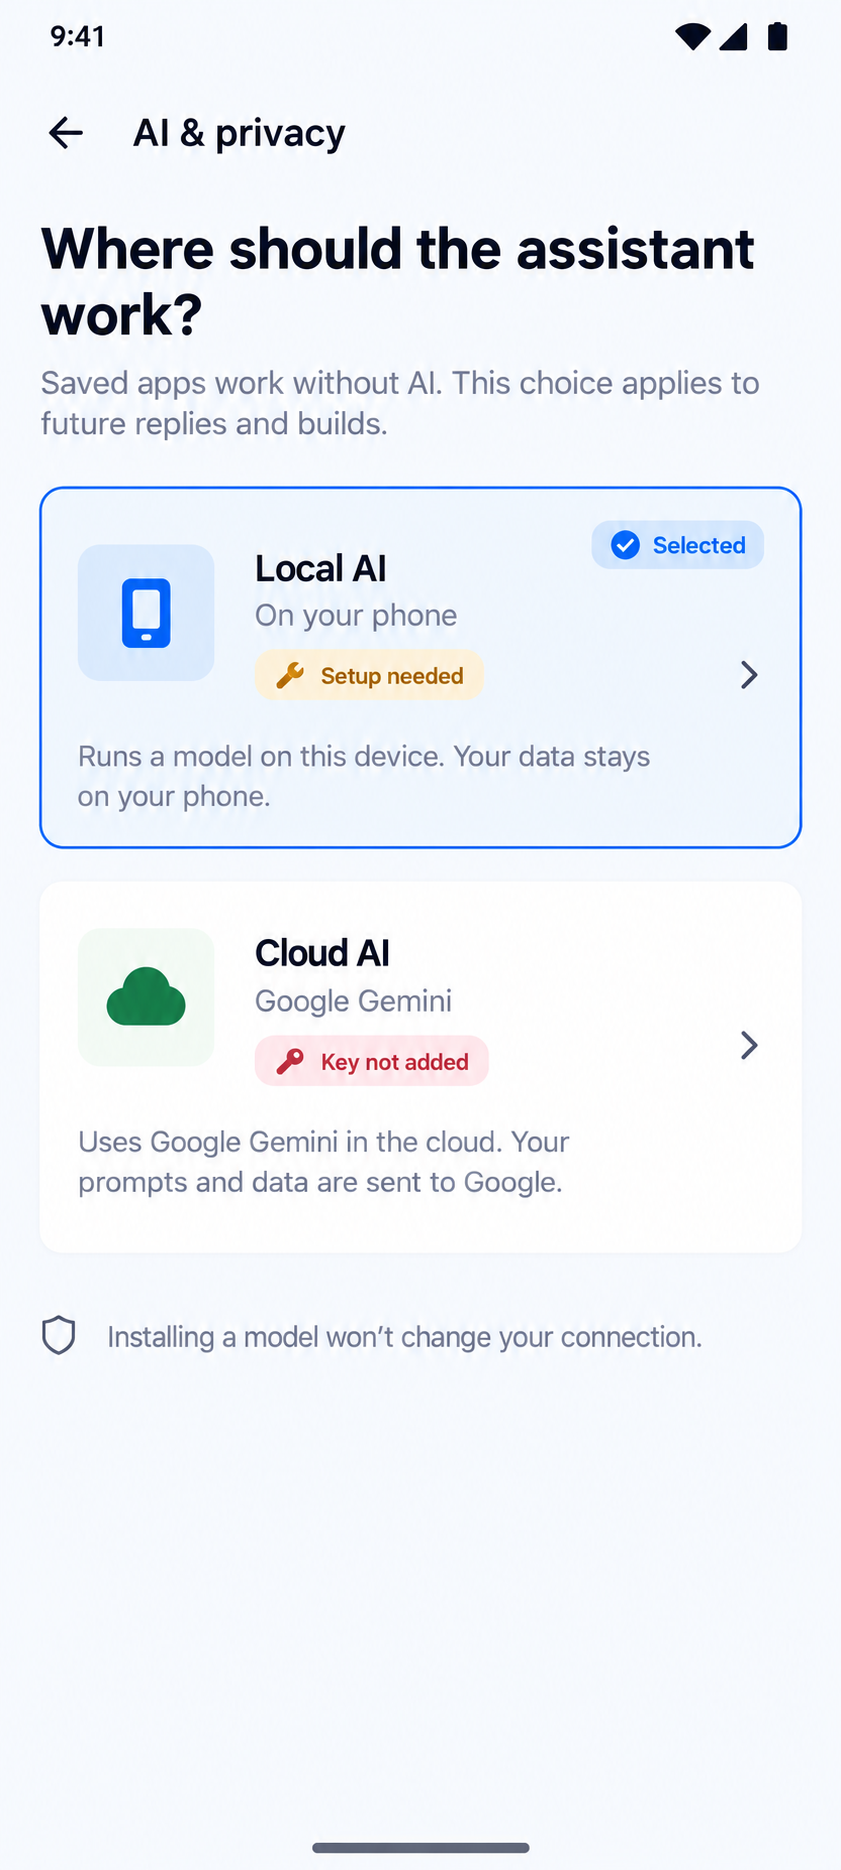 9:41
AI & privacy
Where should the assistant
work?
Saved apps work without AI. This choice applies to
future replies and builds.
Selected
Local AI
On your phone
Setup needed
Runs a model on this device. Your data stays
on your phone.
Cloud AI
Google Gemini
Key not added
Uses Google Gemini in the cloud. Your
prompts and data are sent to Google.
Installing a model won’t change your connection.